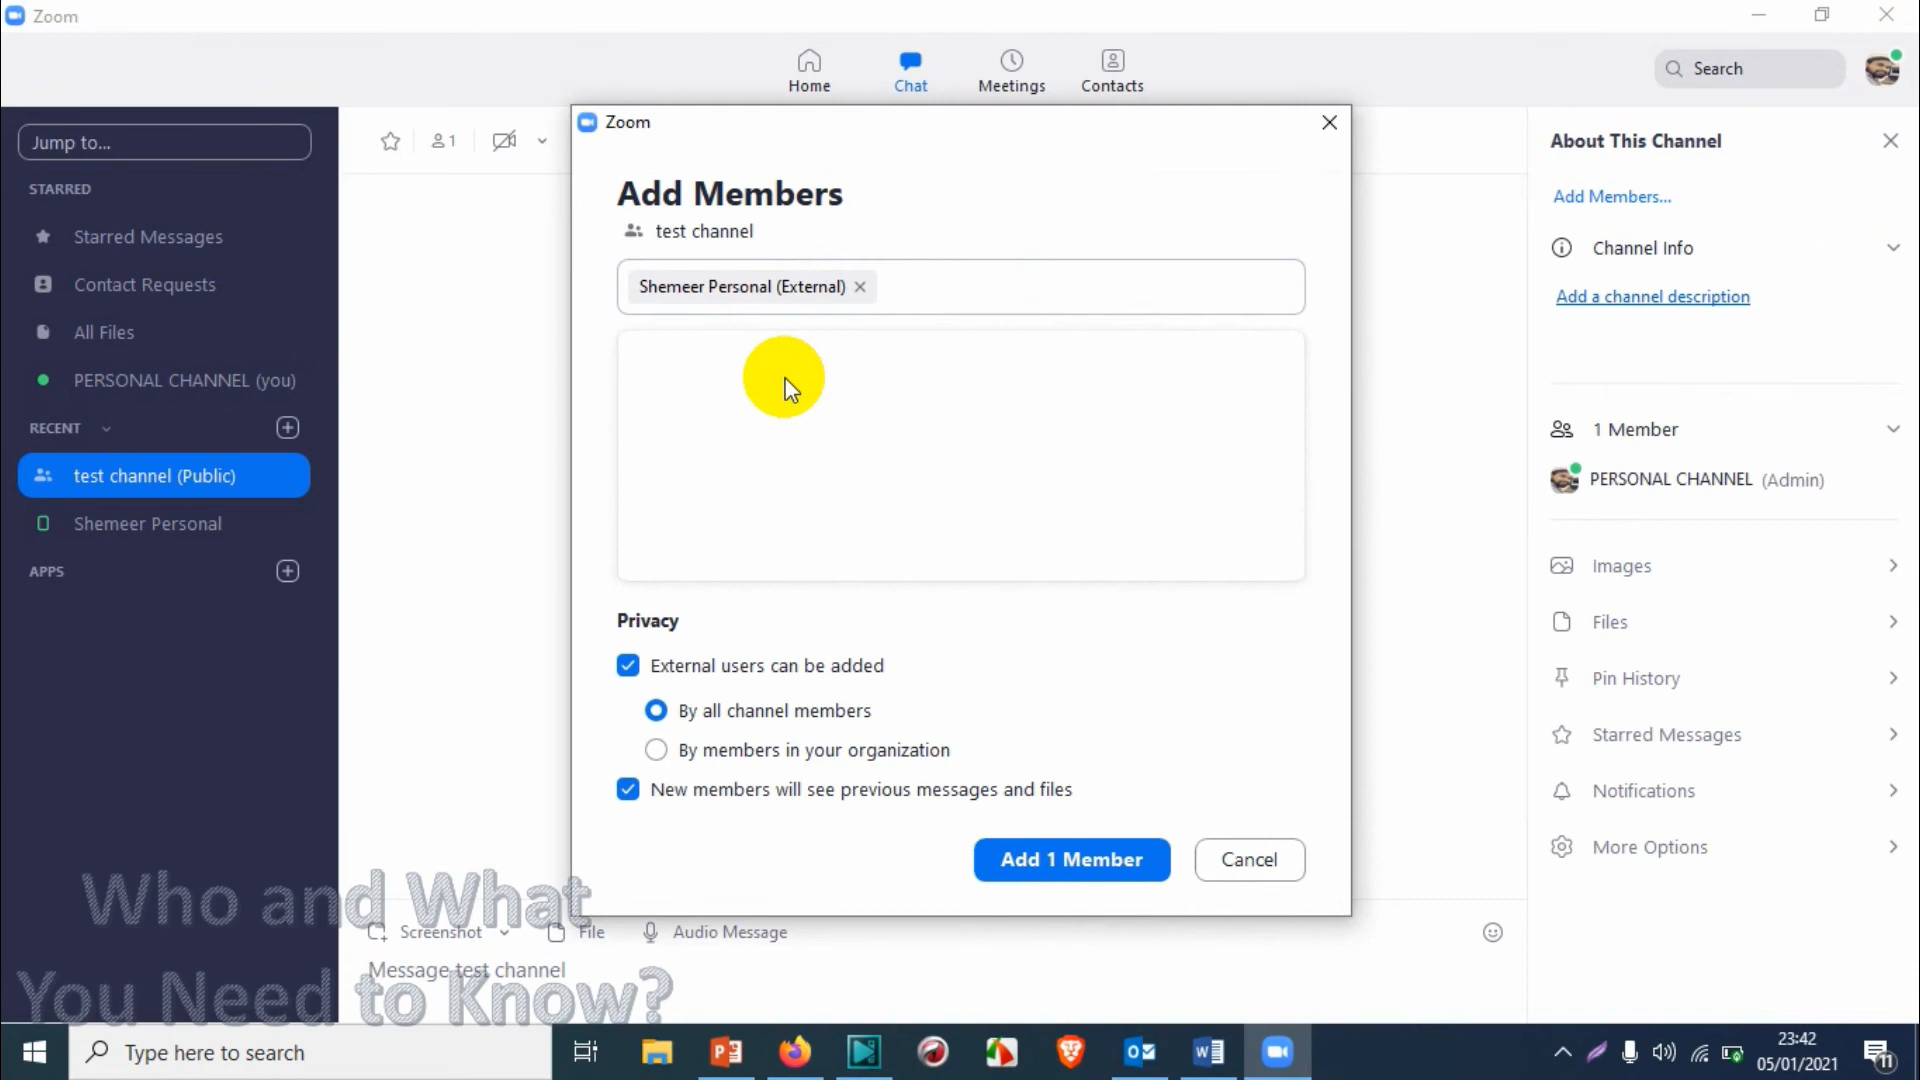 Zoom
Home
Chat
Meetings
Contacts
Search
Jump to...
STARRED
Starred Messages
Contact Requests
All Files
PERSONAL CHANNEL (you)
RECENT
test channel (Public)
Shemeer Personal
APPS
1
Zoom
Add Members
test channel
Shemeer Personal (External)
Privacy
External users can be added
By all channel members
By members in your organization
New members will see previous messages and files
Add 1 Member
Cancel
About This Channel
Add Members...
Channel Info
Add a channel description
1 Member
PERSONAL CHANNEL (Admin)
Images
Files
Pin History
Starred Messages
Notifications
More Options
Screenshot
File
Audio Message
Message test channel
Who and What
You Need to Know?
Type here to search
23:42
05/01/2021
11